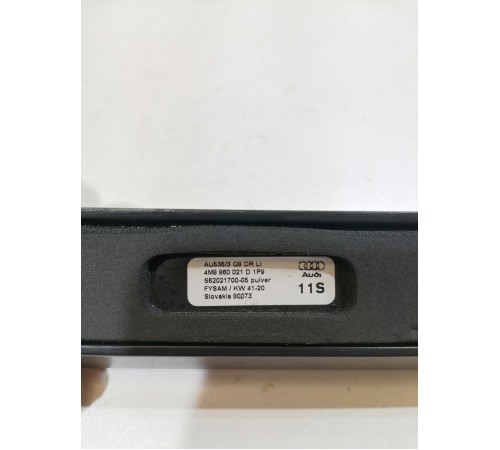 AU536/3 Q8 DR LI
4M8 860 021 D 1P9
S62021700-05 pulver
FYSAM / KW 41-20
Slovakia 60073
Audi
11S